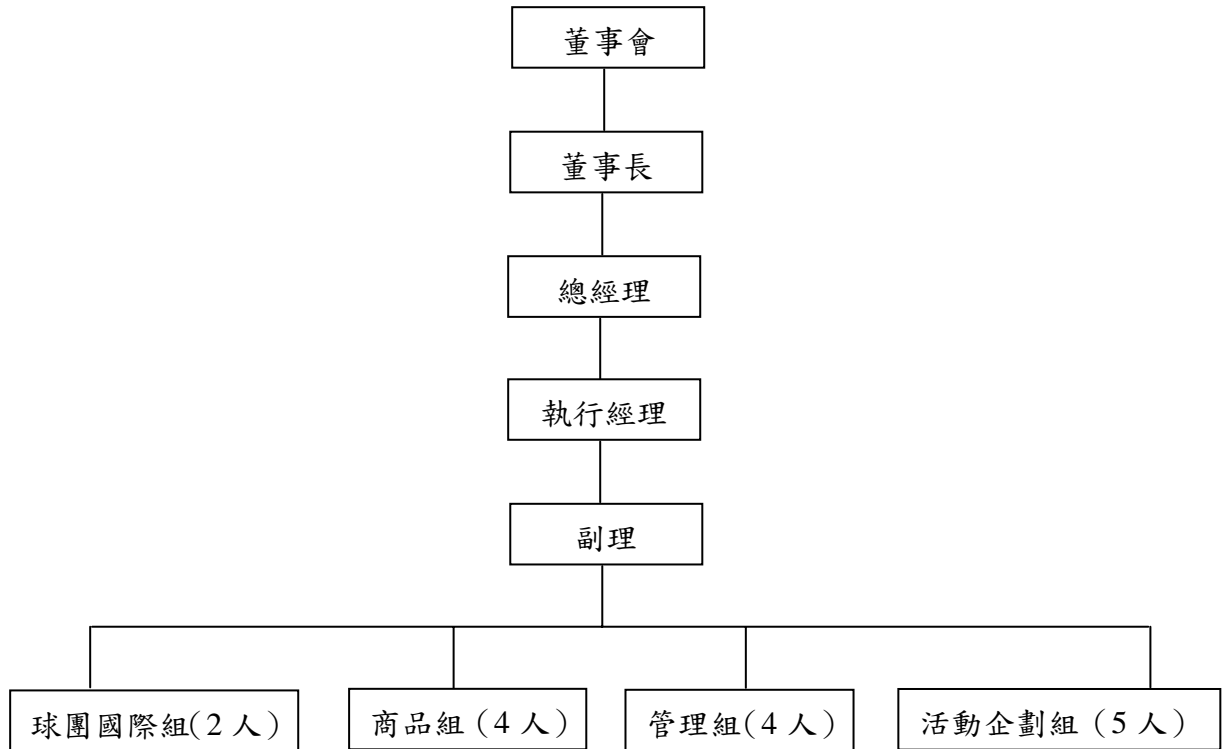 董事會
董事長
總經理
執行經理
副理
球團國際組(2人)
商品組（4人）
管理組(4人)
活動企劃組（5人）